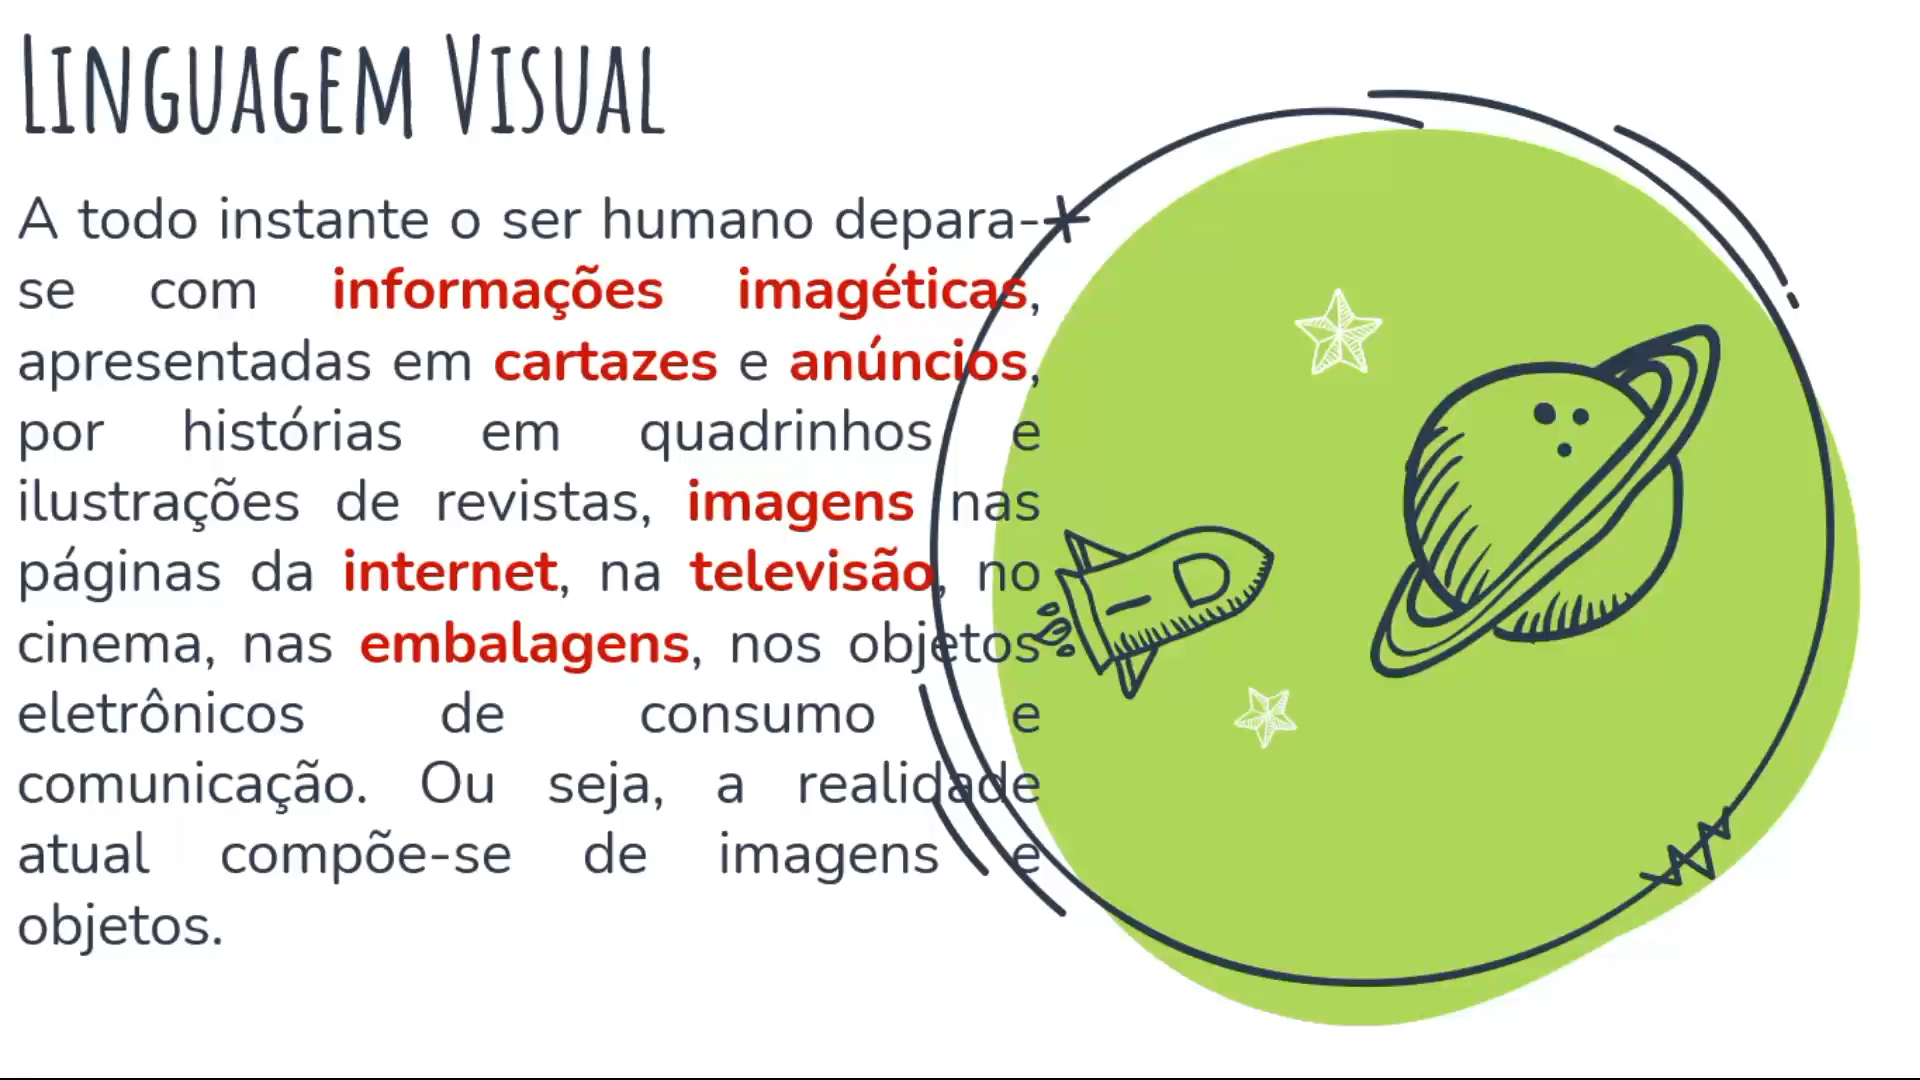 Linguagem Visual
A todo instante o ser humano depara-
se com informações imagéticas,
apresentadas em cartazes e anúncios,
por histórias em quadrinhos e
ilustrações de revistas, imagens nas
páginas da internet, na televisão, no
cinema, nas embalagens, nos objetos
eletrônicos de consumo e
comunicação. Ou seja, a realidade
atual compõe-se de imagens e
objetos.